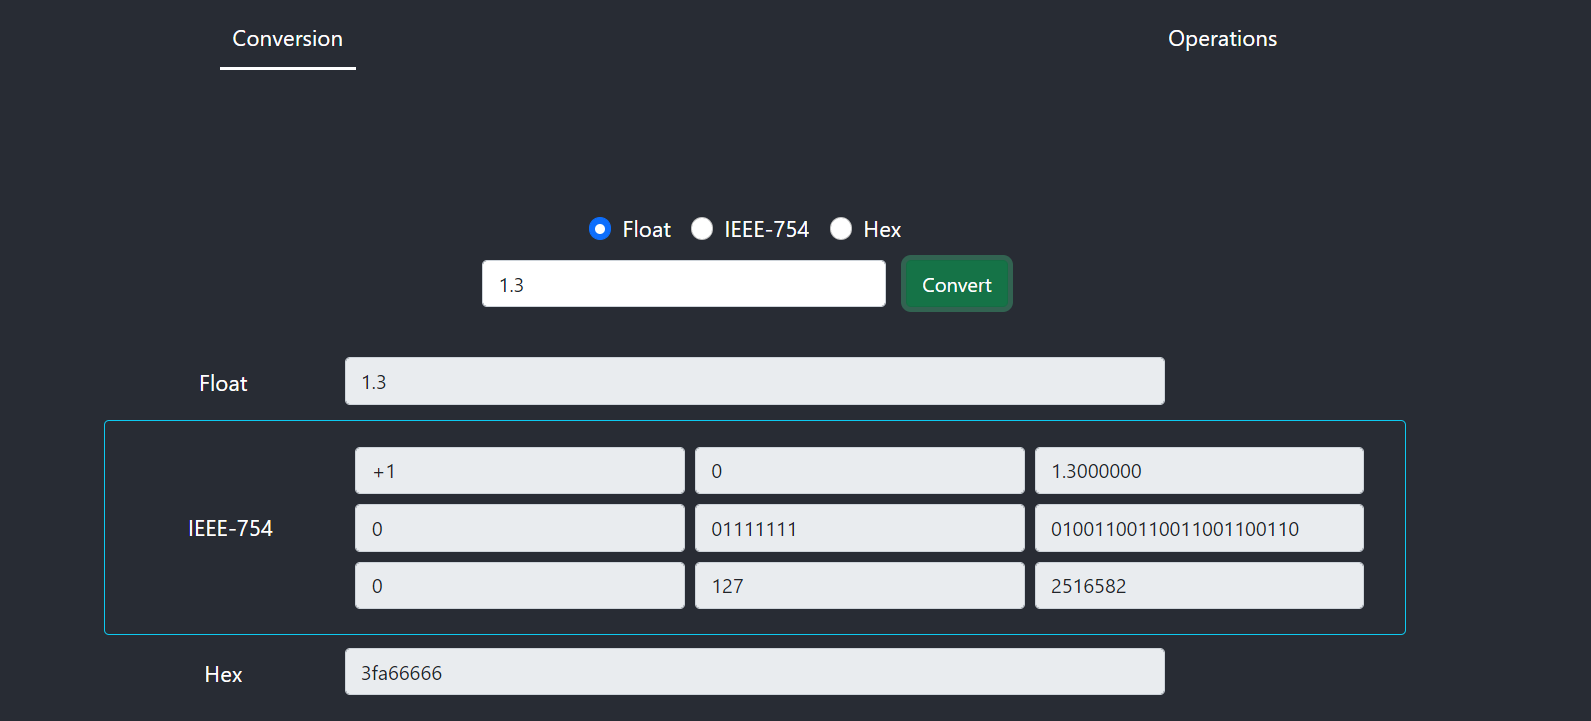 Conversion Operations
Float IEEE-754 Hex
1.3 Convert
Float 1.3
+1 0 1.3000000
IEEE-754 0 01111111 01001100110011001100110
0 127 2516582
Hex 3fa66666